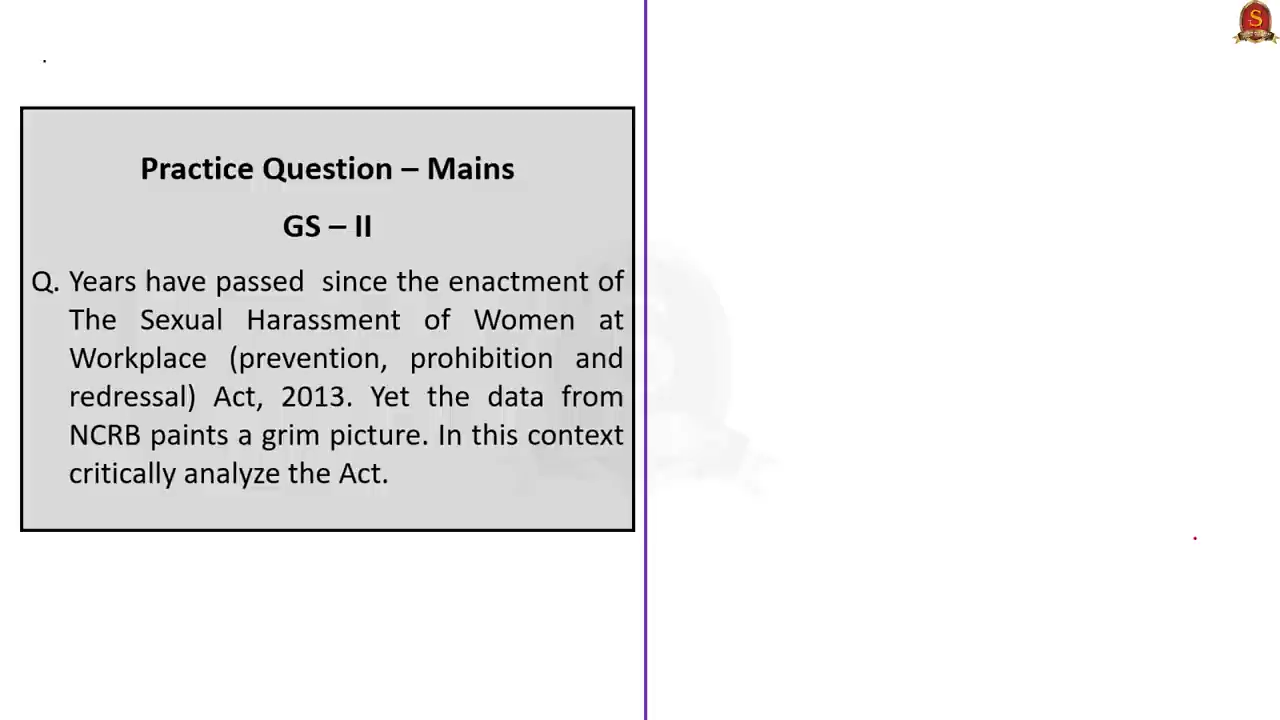 S
Practice Question – Mains
GS – II
Q. Years have passed since the enactment of
The Sexual Harassment of Women at
Workplace (prevention, prohibition and
redressal) Act, 2013. Yet the data from
NCRB paints a grim picture. In this context
critically analyze the Act.